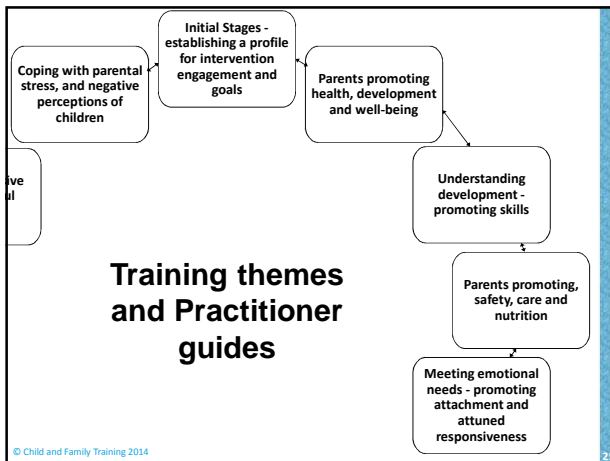 Initial Stages -
establishing a profile
for intervention
engagement and
goals
Coping with parental
stress, and negative
perceptions of
children
Parents promoting
health, development
and well-being
Understanding
development -
promoting skills
Parents promoting,
safety, care and
nutrition
Meeting emotional
needs - promoting
attachment and
attuned
responsiveness
Training themes
and Practitioner
guides
© Child and Family Training 2014